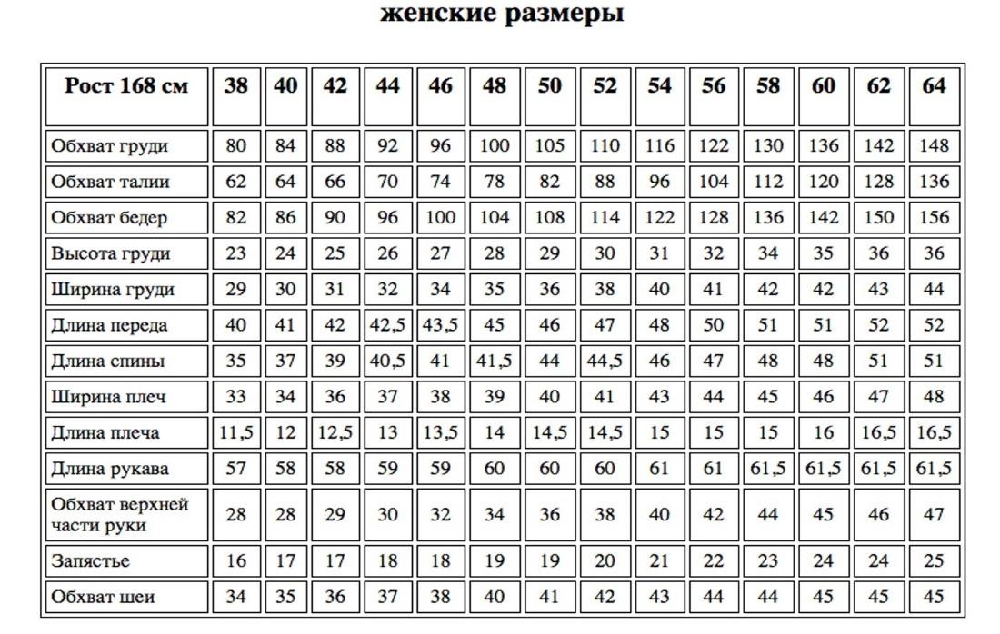 женские размеры
Рост 168 см 38 40 42 44 46 48 50 52 54 56 58 60 62 64
Обхват груди 80 84 88 92 96 100 105 110 116 122 130 136 142 148
Обхват талии 62 64 66 70 74 78 82 88 96 104 112 120 128 136
Обхват бедер 82 86 90 96 100 104 108 114 122 128 136 142 150 156
Высота груди 23 24 25 26 27 28 29 30 31 32 34 35 36 36
Ширина груди 29 30 31 32 34 35 36 38 40 41 42 42 43 44
Длина переда 40 41 42 42,5 43,5 45 46 47 48 50 51 51 52 52
Длина спины 35 37 39 40,5 41 41,5 44 44,5 46 47 48 48 51 51
Ширина плеч 33 34 36 37 38 39 40 41 43 44 45 46 47 48
Длина плеча 11,5 12 12,5 13 13,5 14 14,5 14,5 15 15 15 16 16,5 16,5
Длина рукава 57 58 58 59 59 60 60 60 61 61 61,5 61,5 61,5 61,5
Обхват верхней
части руки 28 28 29 30 32 34 36 38 40 42 44 45 46 47
Запястье 16 17 17 18 18 19 19 20 21 22 23 24 24 25
Обхват шеи 34 35 36 37 38 40 41 42 43 44 44 45 45 45